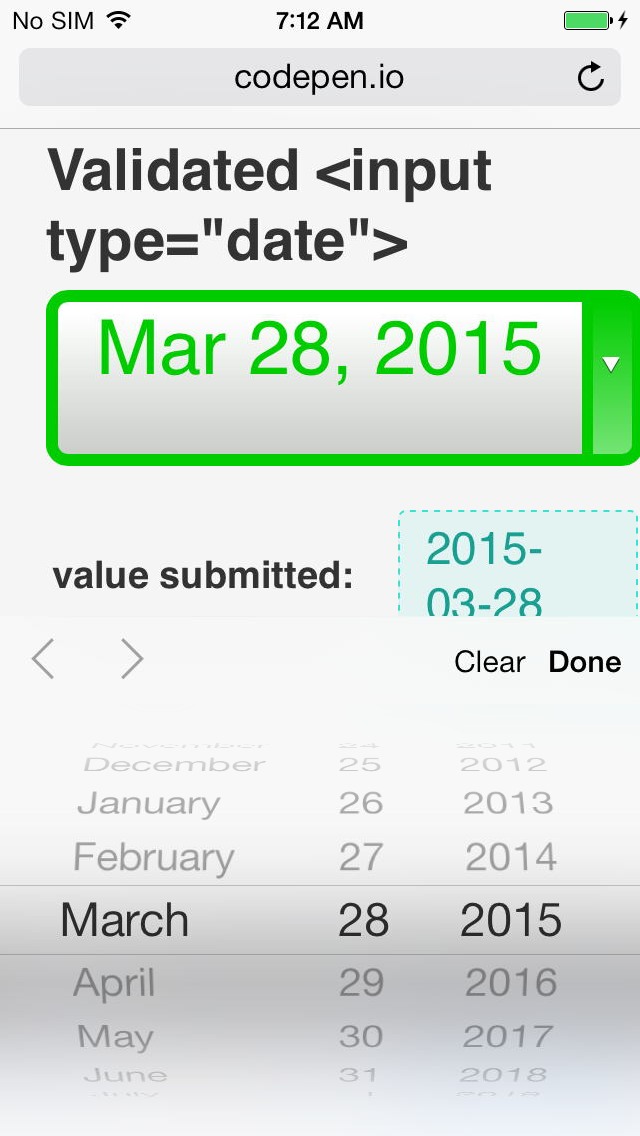 No SIM 7:12 AM
codepen.io
Validated <input
type="date">
Mar 28, 2015
value submitted:
2015-
03-28
Clear Done
November 24 2011
December 25 2012
January 26 2013
February 27 2014
March 28 2015
April 29 2016
May 30 2017
June 31 2018
July 1